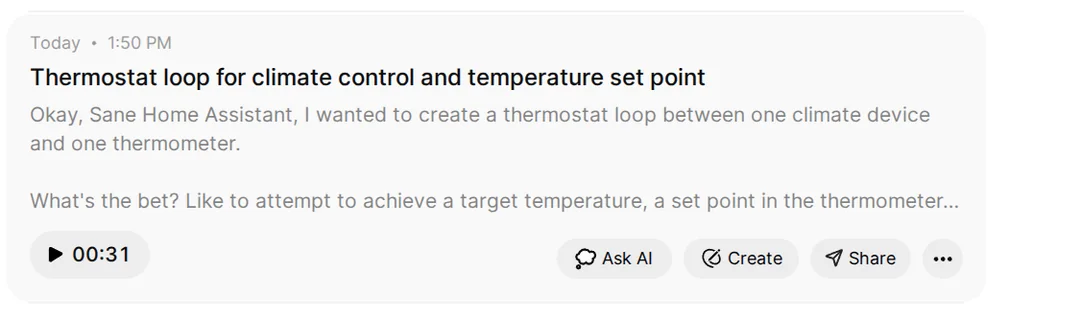 Today • 1:50 PM
Thermostat loop for climate control and temperature set point
Okay, Sane Home Assistant, I wanted to create a thermostat loop between one climate device
and one thermometer.
What's the bet? Like to attempt to achieve a target temperature, a set point in the thermometer...
00:31
Ask AI
Create
Share